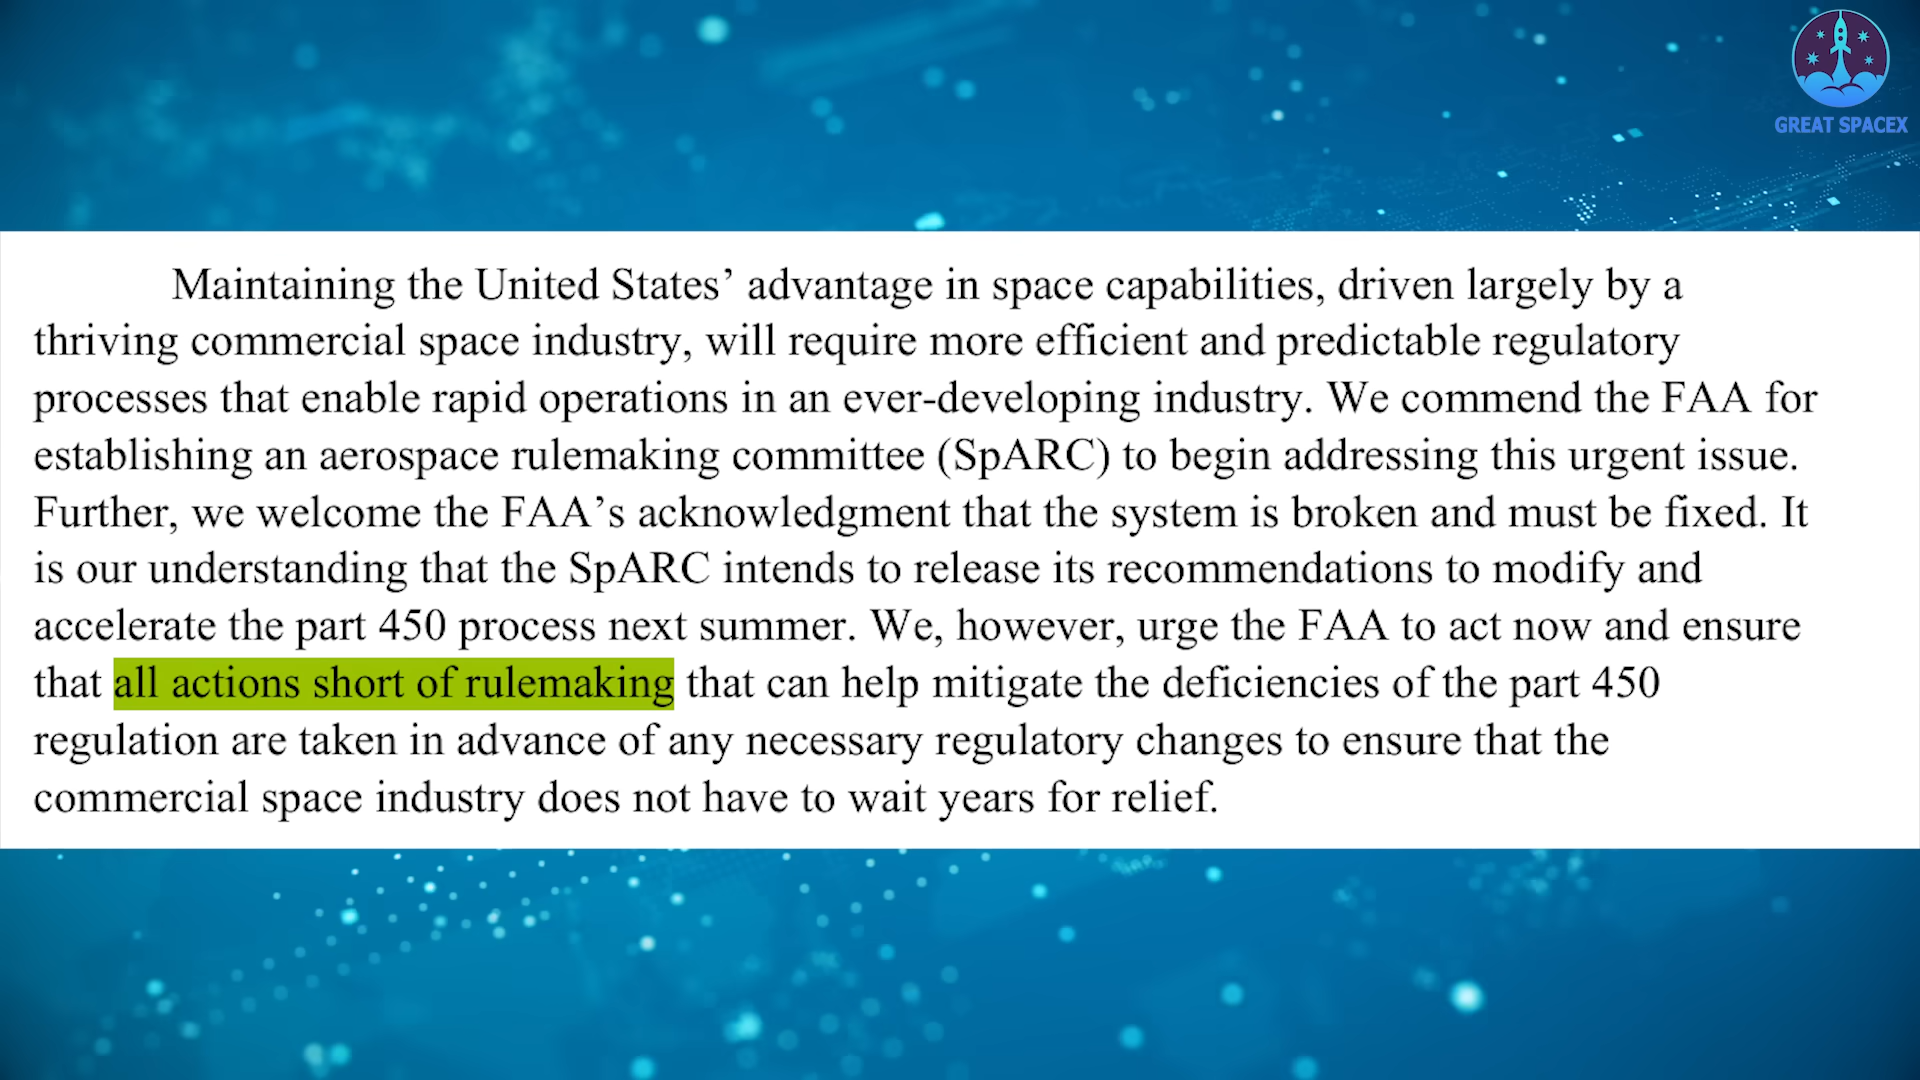 GREAT SPACEX
Maintaining the United States’ advantage in space capabilities, driven largely by a
thriving commercial space industry, will require more efficient and predictable regulatory
processes that enable rapid operations in an ever-developing industry. We commend the FAA for
establishing an aerospace rulemaking committee (SpARC) to begin addressing this urgent issue.
Further, we welcome the FAA’s acknowledgment that the system is broken and must be fixed. It
is our understanding that the SpARC intends to release its recommendations to modify and
accelerate the part 450 process next summer. We, however, urge the FAA to act now and ensure
that all actions short of rulemaking that can help mitigate the deficiencies of the part 450
regulation are taken in advance of any necessary regulatory changes to ensure that the
commercial space industry does not have to wait years for relief.